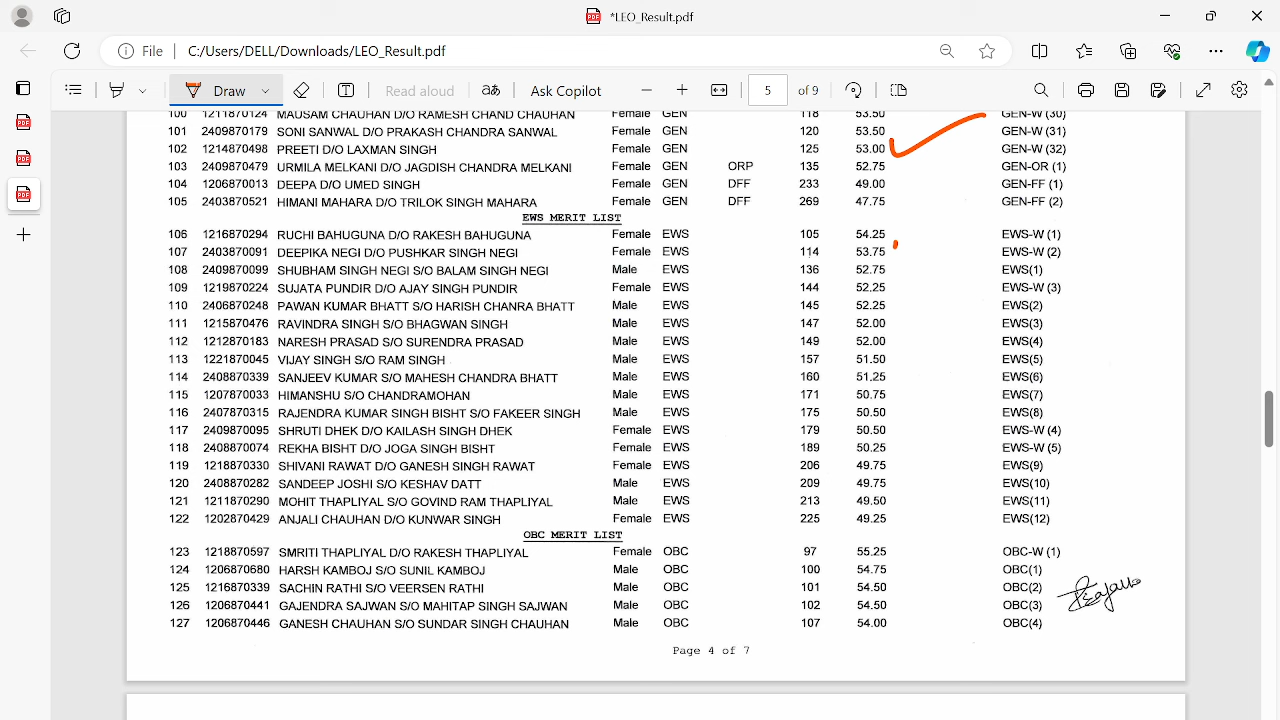 *LEO_Result.pdf
File | C:/Users/DELL/Downloads/LEO_Result.pdf
Draw Read aloud aあ Ask Copilot 5 of 9
100 1211870124 MAUSAM CHAUHAN D/O RAMESH CHAND CHAUHAN Female GEN 118 53.50 GEN-W (30)
101 2409870179 SONI SANWAL D/O PRAKASH CHANDRA SANWAL Female GEN 120 53.50 GEN-W (31)
102 1214870498 PREETI D/O LAXMAN SINGH Female GEN 125 53.00 GEN-W (32)
103 2409870479 URMILA MELKANI D/O JAGDISH CHANDRA MELKANI Female GEN ORP 135 52.75 GEN-OR (1)
104 1206870013 DEEPA D/O UMED SINGH Female GEN DFF 233 49.00 GEN-FF (1)
105 2403870521 HIMANI MAHARA D/O TRILOK SINGH MAHARA Female GEN DFF 269 47.75 GEN-FF (2)
EWS MERIT LIST
106 1216870294 RUCHI BAHUGUNA D/O RAKESH BAHUGUNA Female EWS 105 54.25 EWS-W (1)
107 2403870091 DEEPIKA NEGI D/O PUSHKAR SINGH NEGI Female EWS 114 53.75 EWS-W (2)
108 2409870099 SHUBHAM SINGH NEGI S/O BALAM SINGH NEGI Male EWS 136 52.75 EWS(1)
109 1219870224 SUJATA PUNDIR D/O AJAY SINGH PUNDIR Female EWS 144 52.25 EWS-W (3)
110 2406870248 PAWAN KUMAR BHATT S/O HARISH CHANRA BHATT Male EWS 145 52.25 EWS(2)
111 1215870476 RAVINDRA SINGH S/O BHAGWAN SINGH Male EWS 147 52.00 EWS(3)
112 1212870183 NARESH PRASAD S/O SURENDRA PRASAD Male EWS 149 52.00 EWS(4)
113 1221870045 VIJAY SINGH S/O RAM SINGH Male EWS 157 51.50 EWS(5)
114 2408870339 SANJEEV KUMAR S/O MAHESH CHANDRA BHATT Male EWS 160 51.25 EWS(6)
115 1207870033 HIMANSHU S/O CHANDRAMOHAN Male EWS 171 50.75 EWS(7)
116 2407870315 RAJENDRA KUMAR SINGH BISHT S/O FAKEER SINGH Male EWS 175 50.50 EWS(8)
117 2409870095 SHRUTI DHEK D/O KAILASH SINGH DHEK Female EWS 179 50.50 EWS-W (4)
118 2408870074 REKHA BISHT D/O JOGA SINGH BISHT Female EWS 189 50.25 EWS-W (5)
119 1218870330 SHIVANI RAWAT D/O GANESH SINGH RAWAT Female EWS 206 49.75 EWS(9)
120 2408870282 SANDEEP JOSHI S/O KESHAV DATT Male EWS 209 49.75 EWS(10)
121 1211870290 MOHIT THAPLIYAL S/O GOVIND RAM THAPLIYAL Male EWS 213 49.50 EWS(11)
122 1202870429 ANJALI CHAUHAN D/O KUNWAR SINGH Female EWS 225 49.25 EWS(12)
OBC MERIT LIST
123 1218870597 SMRITI THAPLIYAL D/O RAKESH THAPLIYAL Female OBC 97 55.25 OBC-W (1)
124 1206870680 HARSH KAMBOJ S/O SUNIL KAMBOJ Male OBC 100 54.75 OBC(1)
125 1216870339 SACHIN RATHI S/O VEERSEN RATHI Male OBC 101 54.50 OBC(2)
126 1206870441 GAJENDRA SAJWAN S/O MAHITAP SINGH SAJWAN Male OBC 102 54.50 OBC(3)
127 1206870446 GANESH CHAUHAN S/O SUNDAR SINGH CHAUHAN Male OBC 107 54.00 OBC(4)
Page 4 of 7